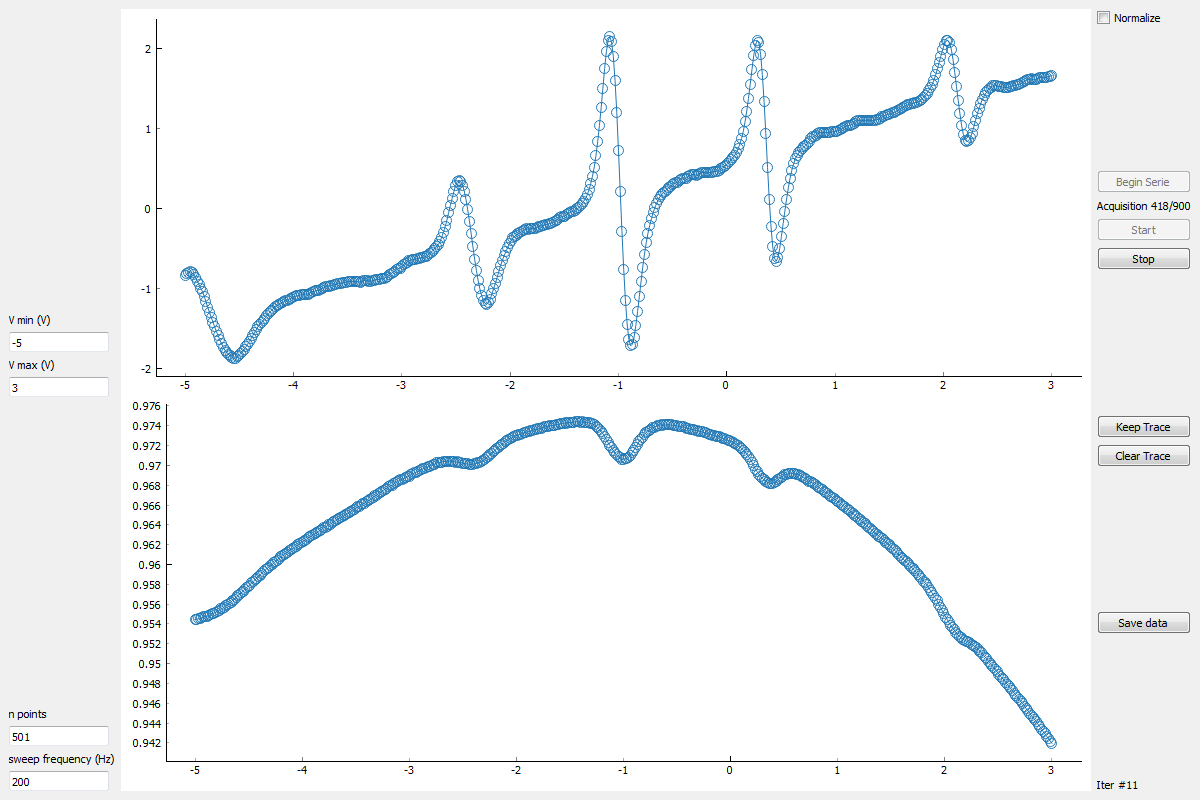 Normalize
2
1
0
-1
-2
-5 -4 -3 -2 -1 0 1 2 3
Begin Serie
Acquisition 418/900
Start
Stop
V min (V)
-5
V max (V)
3
0.976
0.974
0.972
0.97
0.968
0.966
0.964
0.962
0.96
0.958
0.956
0.954
0.952
0.95
0.948
0.946
0.944
0.942
-5 -4 -3 -2 -1 0 1 2 3
Keep Trace
Clear Trace
Save data
n points
501
sweep frequency (Hz)
200
Iter #11